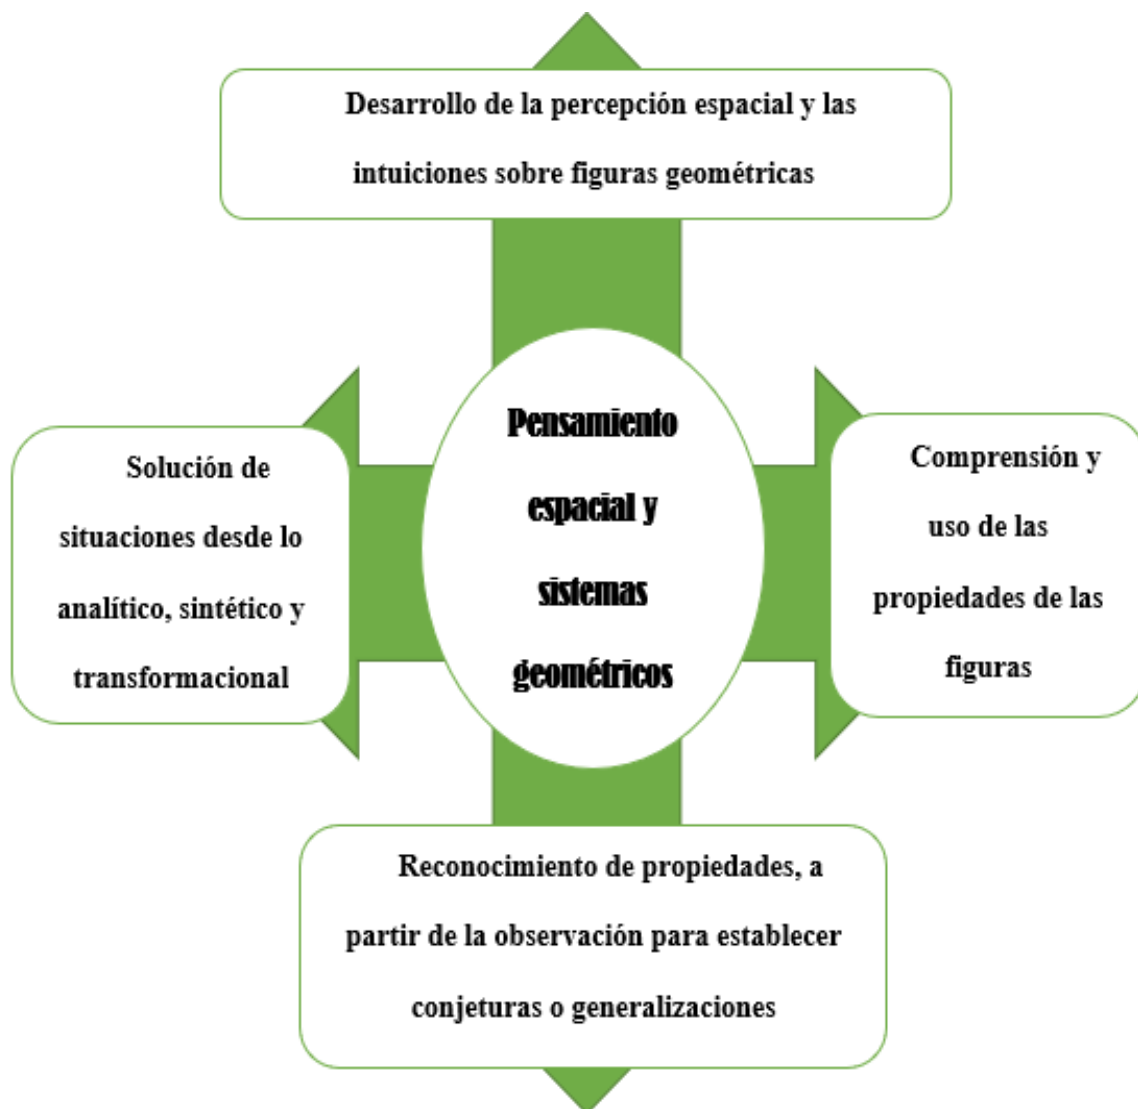 Desarrollo de la percepción espacial y las
intuiciones sobre figuras geométricas
Solución de
situaciones desde lo
analítico, sintético y
transformacional
Pensamiento
espacial y
sistemas
geométricos
Comprensión y
uso de las
propiedades de las
figuras
Reconocimiento de propiedades, a
partir de la observación para establecer
conjeturas o generalizaciones